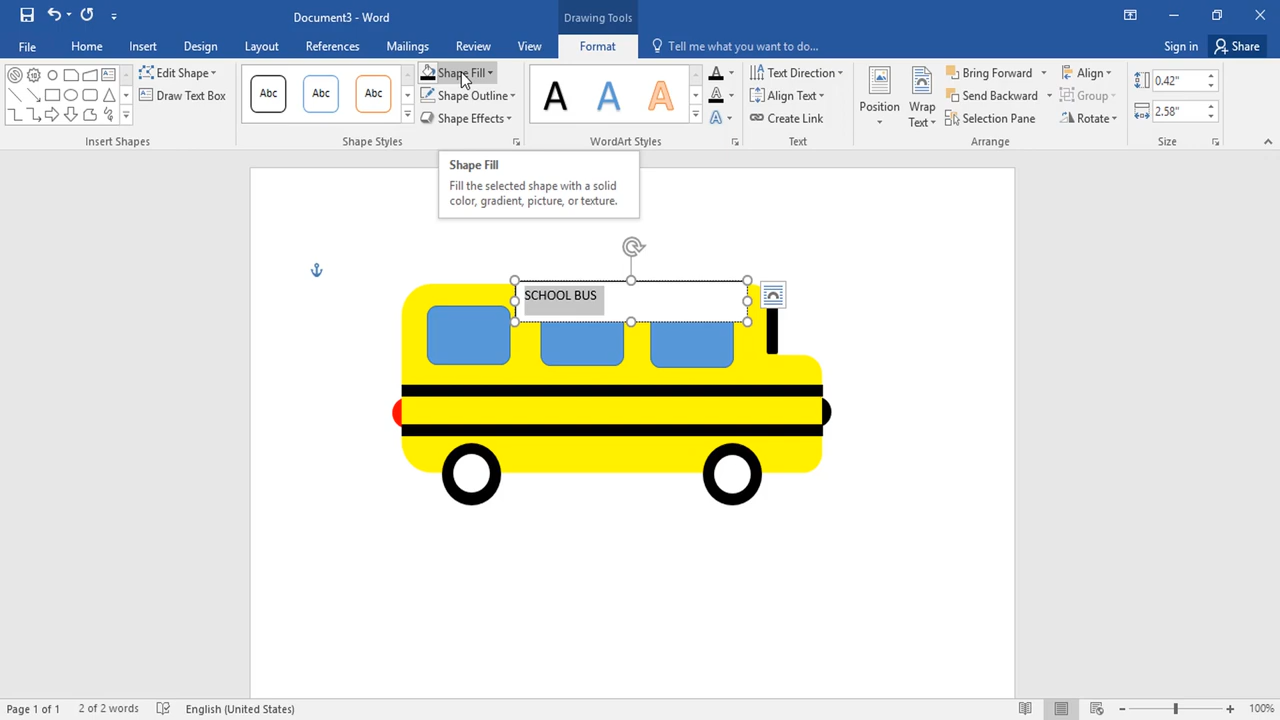 Document3 - Word
Drawing Tools
File
Home
Insert
Design
Layout
References
Mailings
Review
View
Format
Tell me what you want to do...
Sign in
Share
Edit Shape
Draw Text Box
Insert Shapes
Abc
Abc
Abc
Shape Fill
Shape Outline
Shape Effects
Shape Styles
A
A
A
A
A
A
WordArt Styles
Text Direction
Align Text
Create Link
Text
Position
Wrap
Text
Bring Forward
Send Backward
Selection Pane
Align
Group
Rotate
Arrange
0.42"
2.58"
Size
Shape Fill
Fill the selected shape with a solid
color, gradient, picture, or texture.
SCHOOL BUS
Page 1 of 1
2 of 2 words
English (United States)
100%